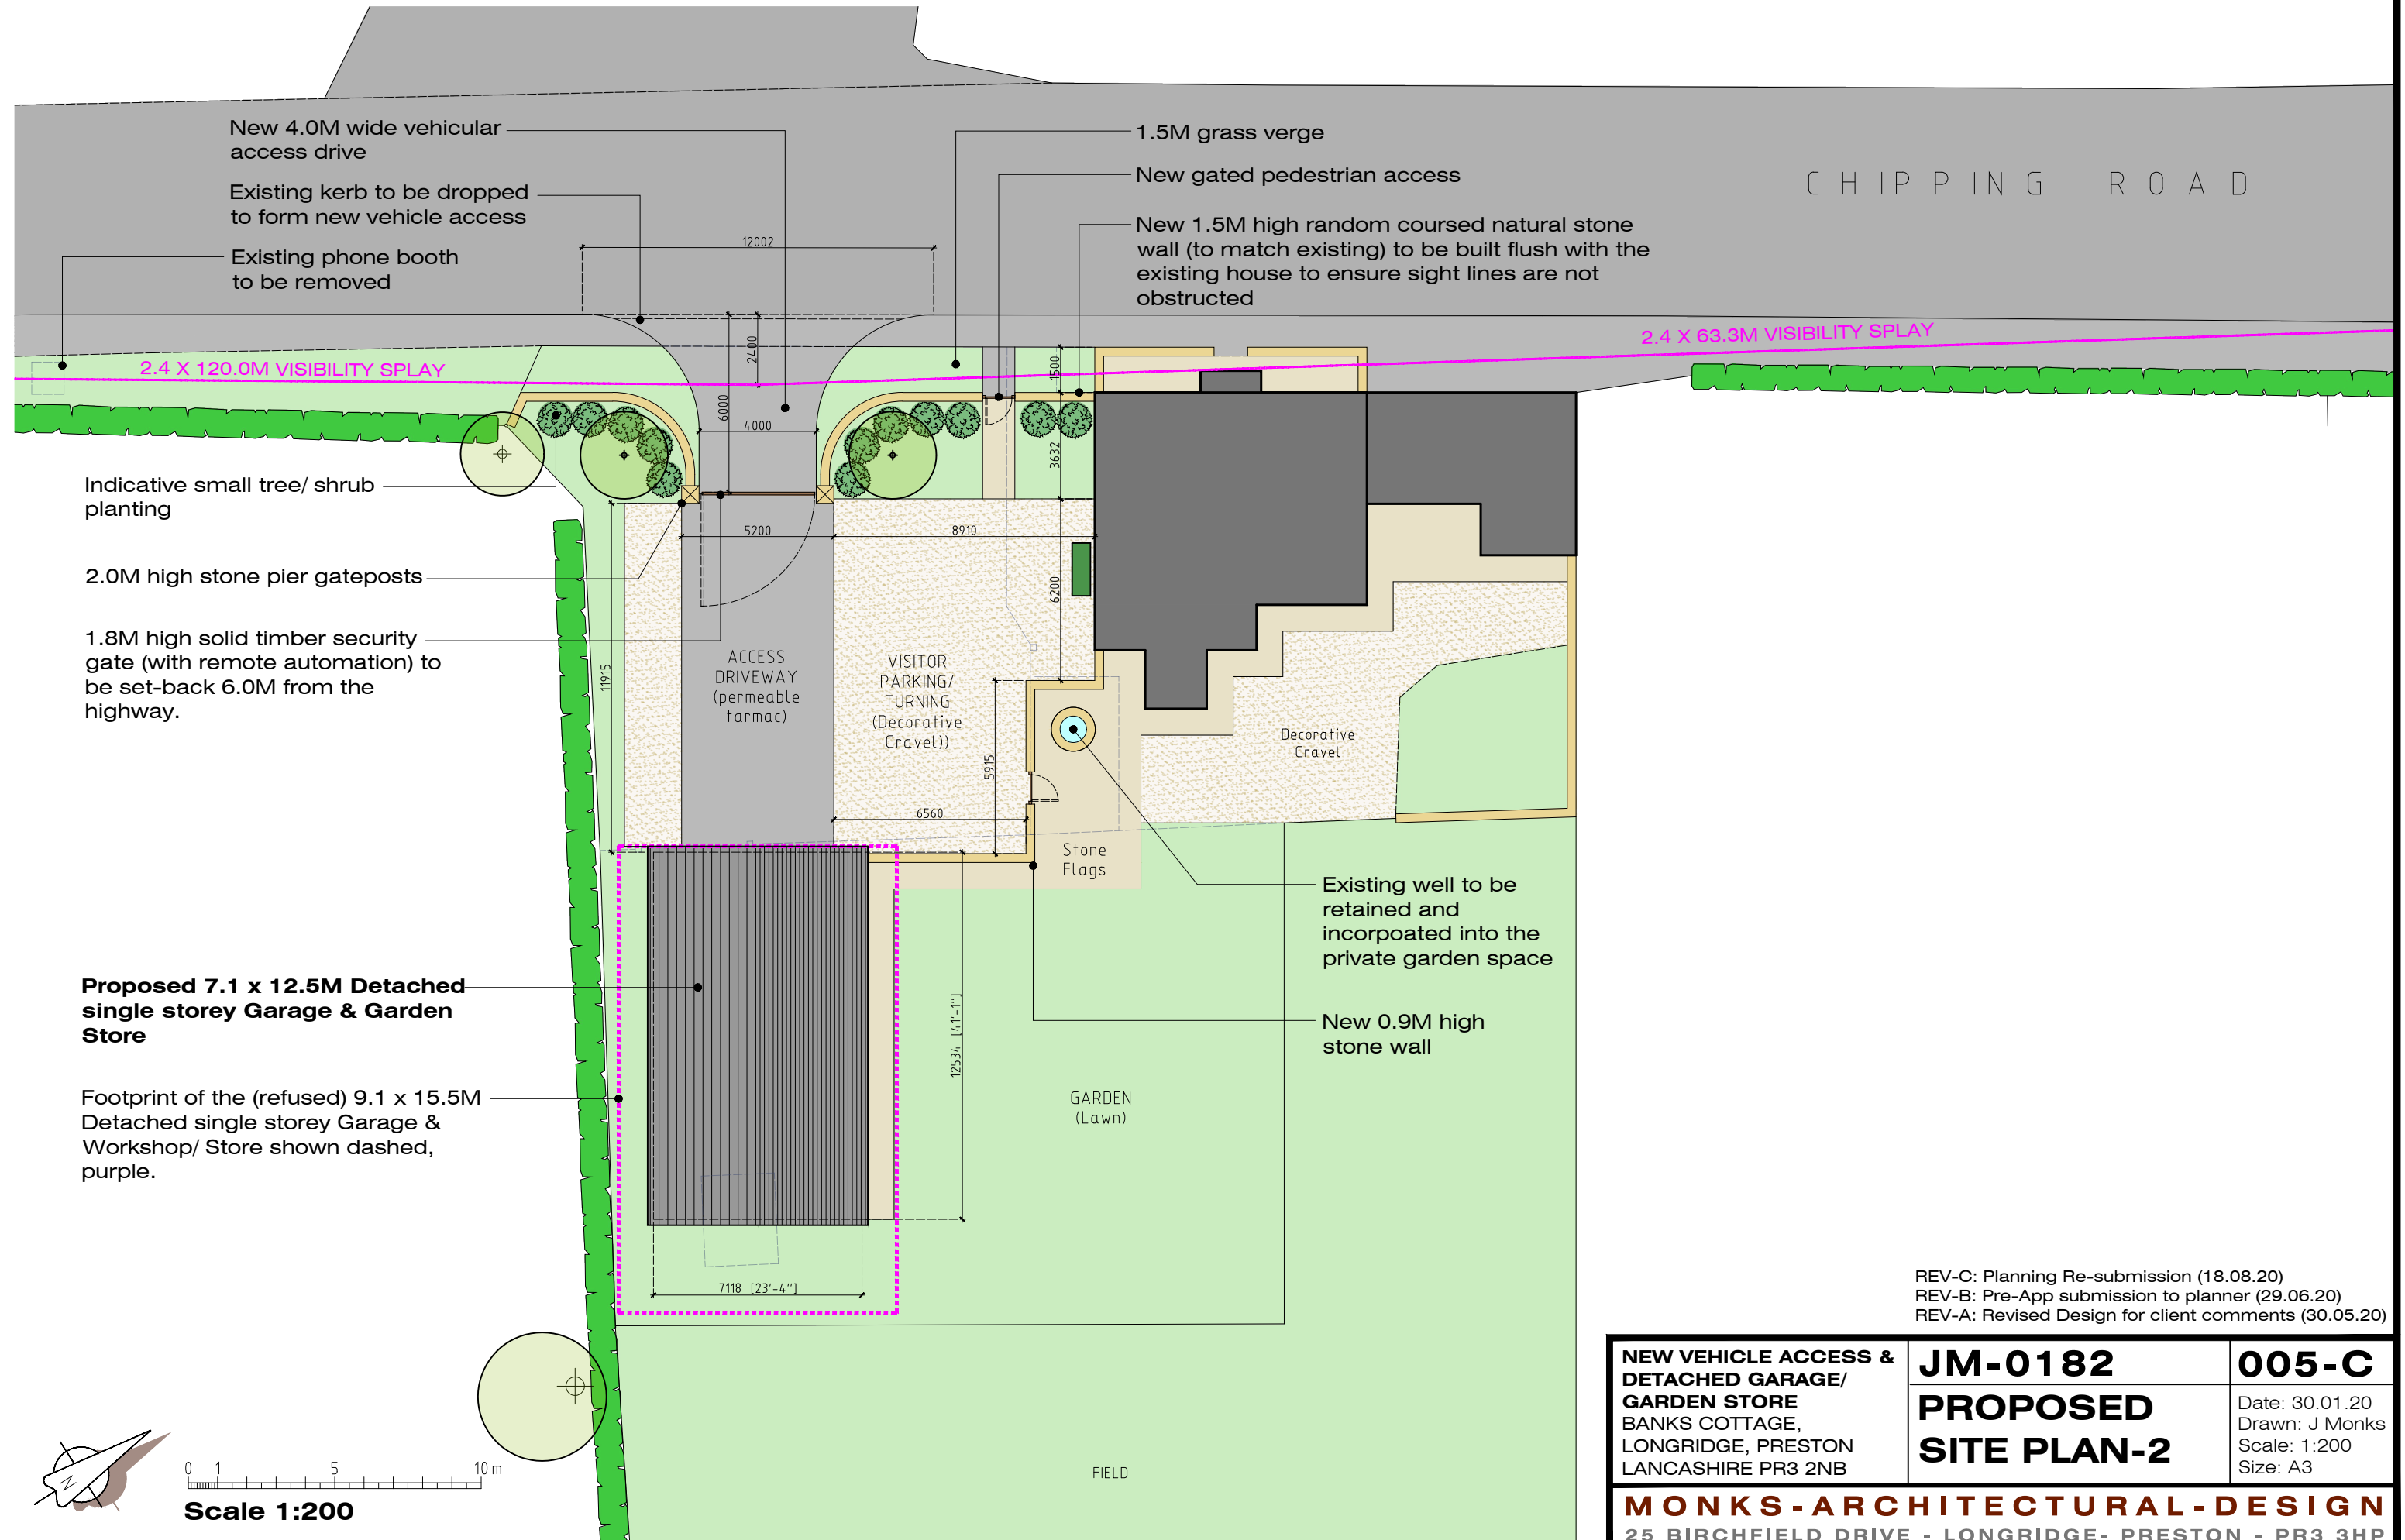 New 4.0M wide vehicular
access drive
Existing kerb to be dropped
to form new vehicle access
Existing phone booth
to be removed
12002
1.5M grass verge
New gated pedestrian access
New 1.5M high random coursed natural stone
wall (to match existing) to be built flush with the
existing house to ensure sight lines are not
obstructed
CHIPPING ROAD
2.4 X 120.0M VISIBILITY SPLAY
2.4 X 63.3M VISIBILITY SPLAY
2400
6000
4000
1500
3632
Indicative small tree/ shrub
planting
2.0M high stone pier gateposts
1.8M high solid timber security
gate (with remote automation) to
be set-back 6.0M from the
highway.
5200
8910
6200
11915
ACCESS
DRIVEWAY
(permeable
tarmac)
VISITOR
PARKING/
TURNING
(Decorative
Gravel))
5915
6560
Decorative
Gravel
Stone
Flags
Existing well to be
retained and
incorpoated into the
private garden space
New 0.9M high
stone wall
Proposed 7.1 x 12.5M Detached
single storey Garage & Garden
Store
Footprint of the (refused) 9.1 x 15.5M
Detached single storey Garage &
Workshop/ Store shown dashed,
purple.
12534 [41'-1"]
7118 [23'-4"]
GARDEN
(Lawn)
FIELD
N
0 1 5 10 m
Scale 1:200
REV-C: Planning Re-submission (18.08.20)
REV-B: Pre-App submission to planner (29.06.20)
REV-A: Revised Design for client comments (30.05.20)
NEW VEHICLE ACCESS &
DETACHED GARAGE/
GARDEN STORE
BANKS COTTAGE,
LONGRIDGE, PRESTON
LANCASHIRE PR3 2NB
JM-0182
PROPOSED
SITE PLAN-2
005-C
Date: 30.01.20
Drawn: J Monks
Scale: 1:200
Size: A3
MONKS-ARCHITECTURAL-DESIGN
25 BIRCHFIELD DRIVE - LONGRIDGE- PRESTON - PR3 3HP